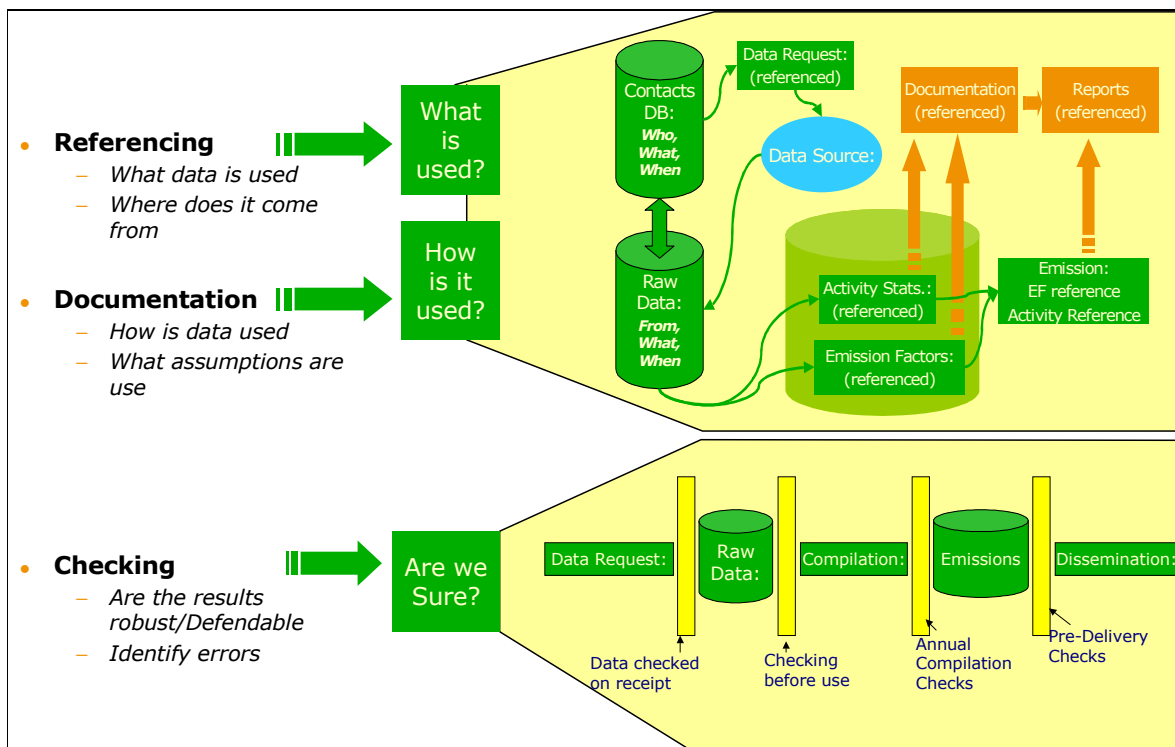 • Referencing
– What data is used
– Where does it come
from
• Documentation
– How is data used
– What assumptions are
use
• Checking
– Are the results
robust/Defendable
– Identify errors
What
is
used?
How
is it
used?
Are we
Sure?
Contacts
DB:
Who,
What,
When
Data Request:
(referenced)
Data Source:
Documentation
(referenced)
Reports
(referenced)
Raw
Data:
From,
What,
When
Activity Stats.:
(referenced)
Emission Factors:
(referenced)
Emission:
EF reference
Activity Reference
Data Request:
Raw
Data:
Compilation:
Emissions
Dissemination:
Data checked
on receipt
Checking
before use
Annual
Compilation
Checks
Pre-Delivery
Checks